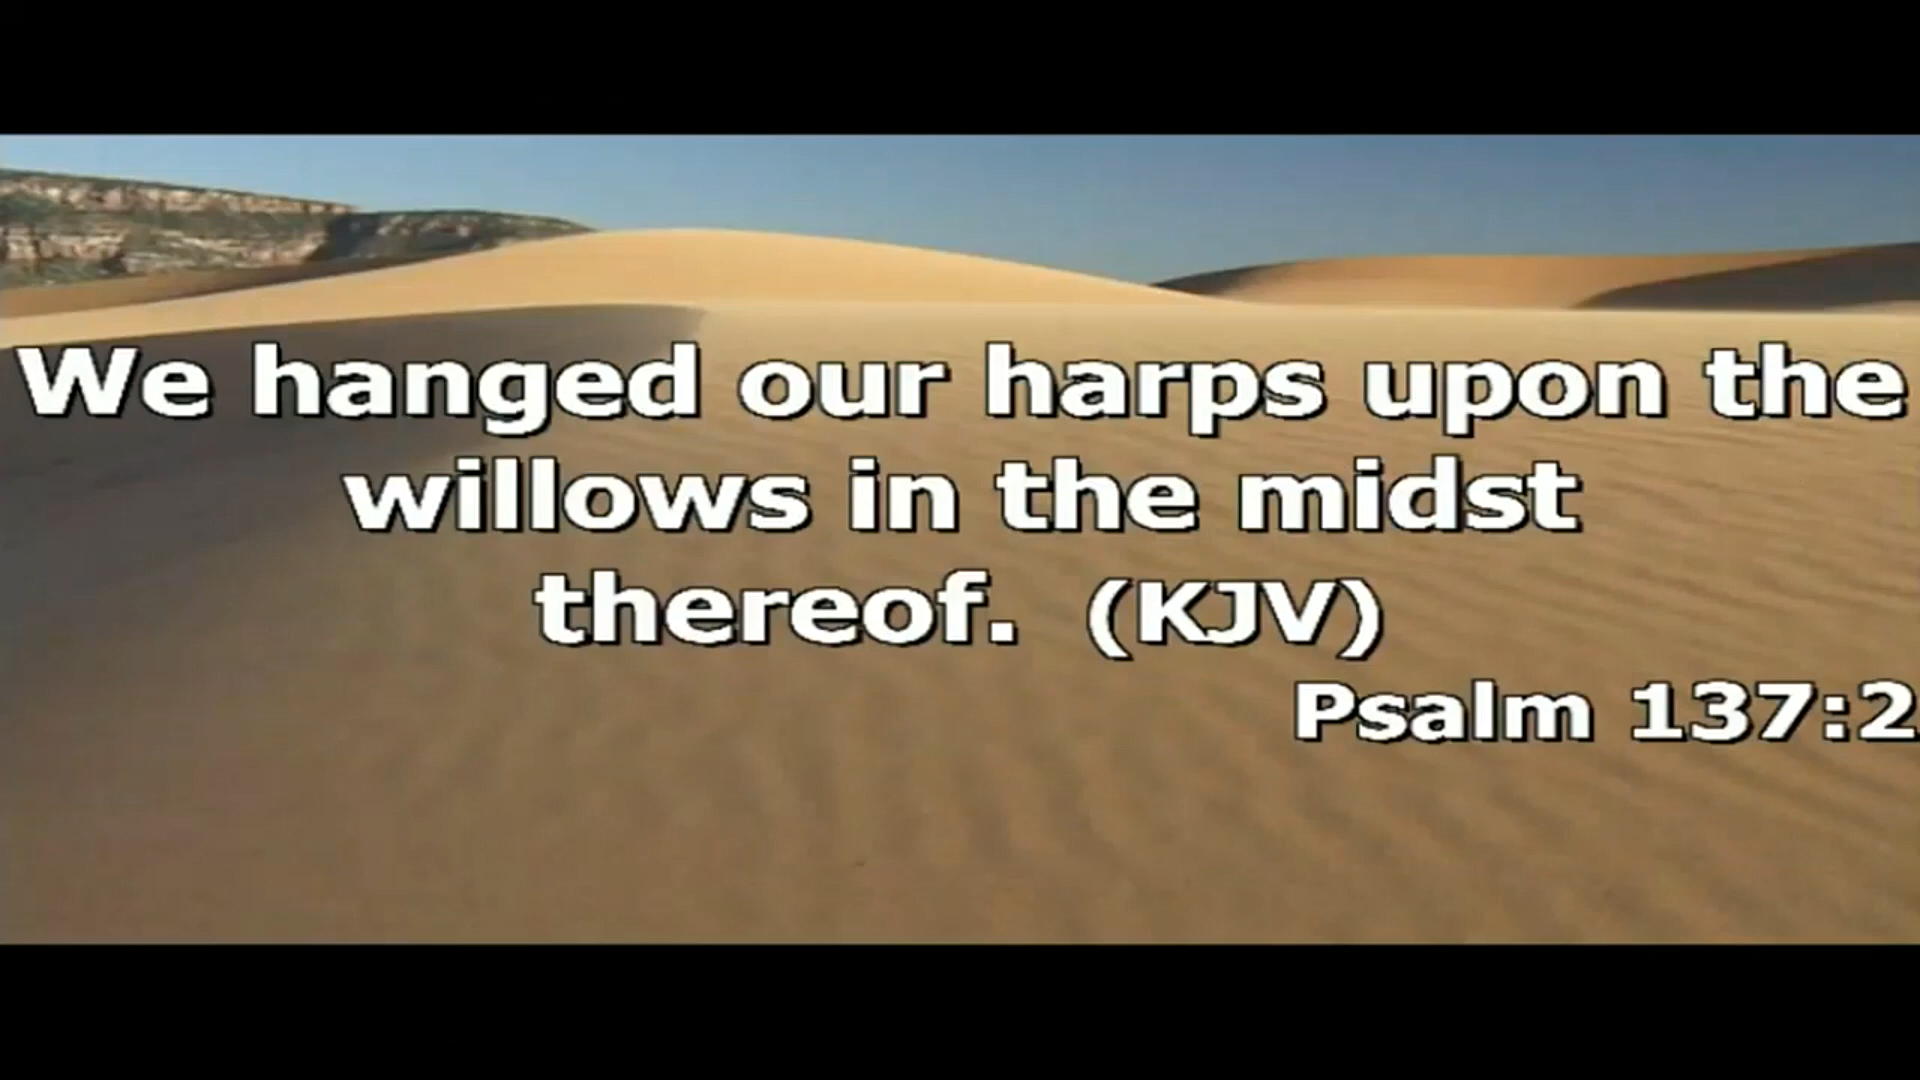 We hanged our harps upon the
willows in the midst
thereof. (KJV)
Psalm 137:2